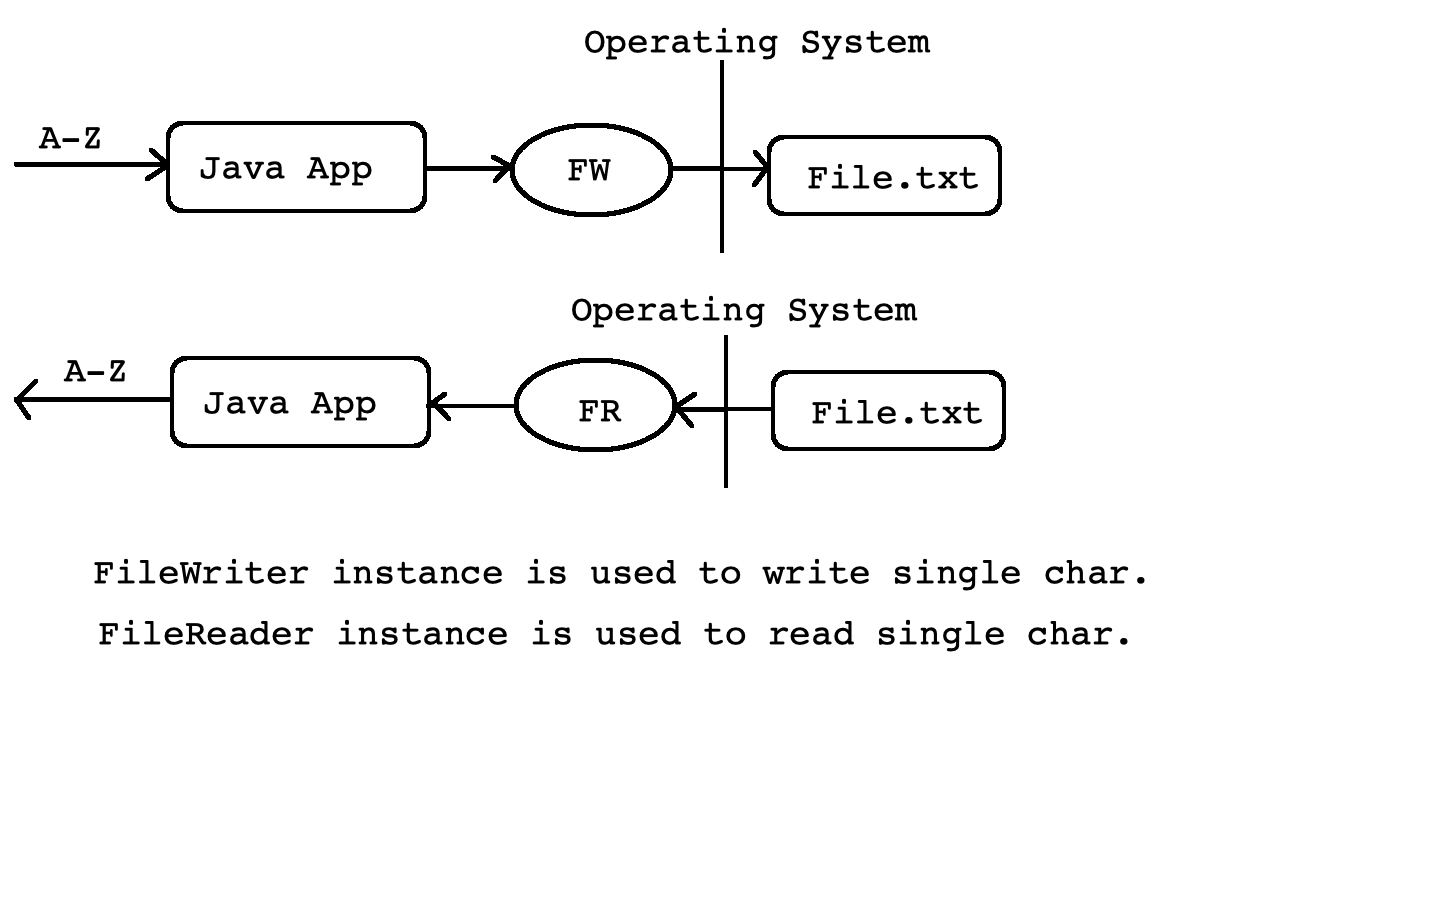 Operating System
A-Z
Java App
FW
File.txt
Operating System
A-Z
Java App
FR
File.txt
FileWriter instance is used to write single char.
FileReader instance is used to read single char.